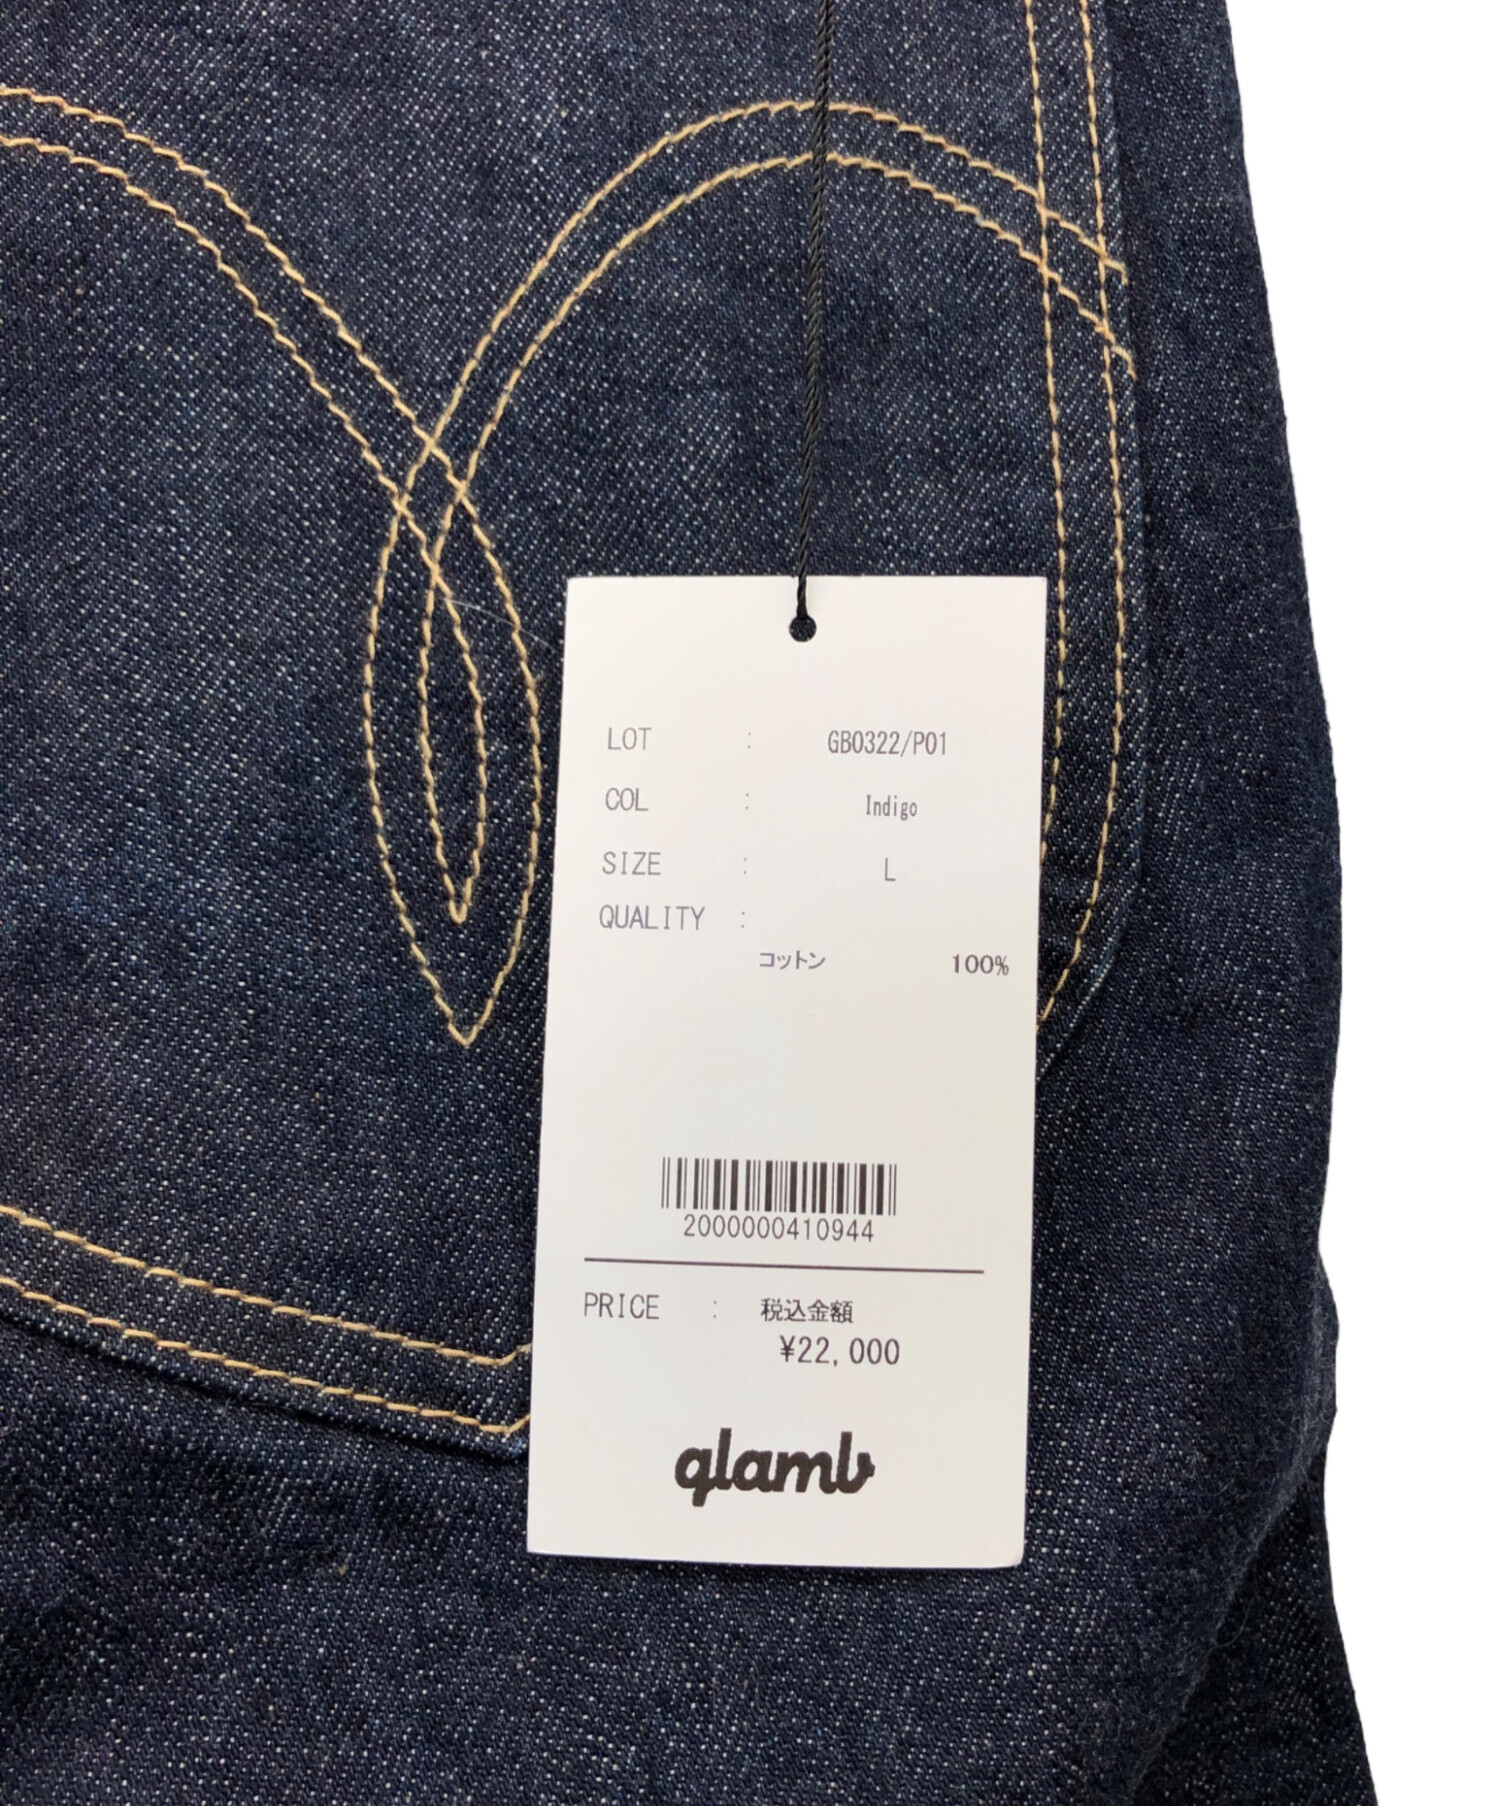 LOT : GB0322/P01
COL : Indigo
SIZE : L
QUALITY :
コットン 100%
2000000410944
PRICE : 税込金額
¥22,000
glamb